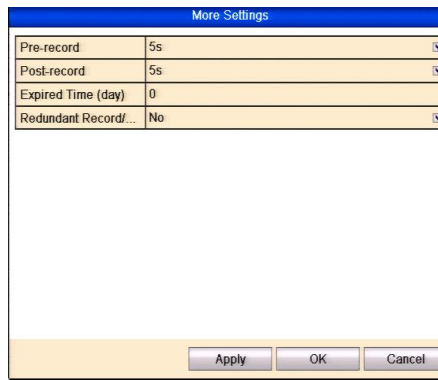 More Settings
Pre-record 5s
Post-record 5s
Expired Time (day) 0
Redundant Record/... No
Apply OK Cancel